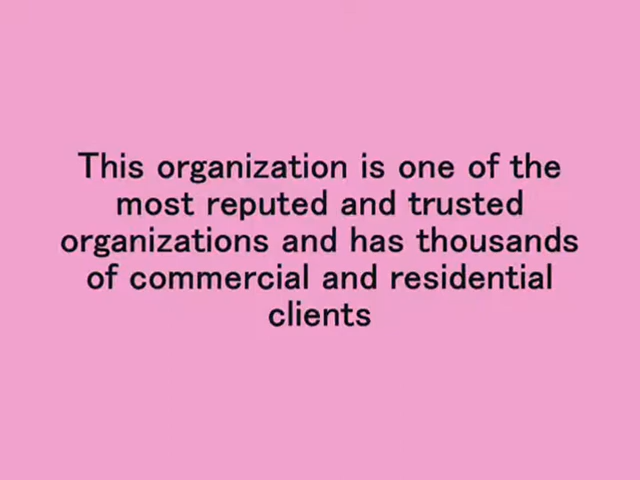 This organization is one of the
most reputed and trusted
organizations and has thousands
of commercial and residential
clients